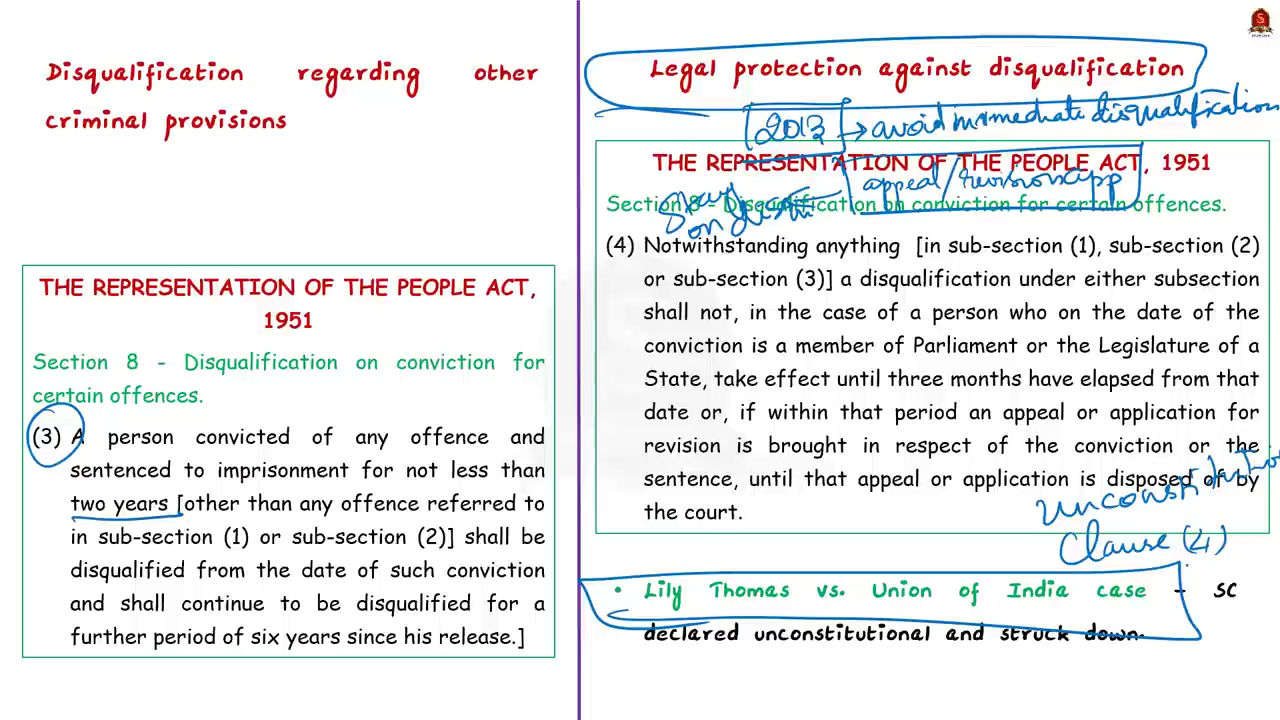 Disqualification regarding other
criminal provisions
THE REPRESENTATION OF THE PEOPLE ACT,
1951
Section 8 - Disqualification on conviction for
certain offences.
(3) A person convicted of any offence and
sentenced to imprisonment for not less than
two years [other than any offence referred to
in sub-section (1) or sub-section (2)] shall be
disqualified from the date of such conviction
and shall continue to be disqualified for a
further period of six years since his release.]
Legal protection against disqualification
2013 → avoid immediate disqualification
THE REPRESENTATION OF THE PEOPLE ACT, 1951
appeal/revision app
Section 8 - Disqualification on conviction for certain offences.
stay
on
(4) Notwithstanding anything [in sub-section (1), sub-section (2)
or sub-section (3)] a disqualification under either subsection
shall not, in the case of a person who on the date of the
conviction is a member of Parliament or the Legislature of a
State, take effect until three months have elapsed from that
date or, if within that period an appeal or application for
revision is brought in respect of the conviction or the
sentence, until that appeal or application is disposed of by
the court.
unconstitutio
Clause (4)
• Lily Thomas vs. Union of India case - SC
declared unconstitutional and struck down.